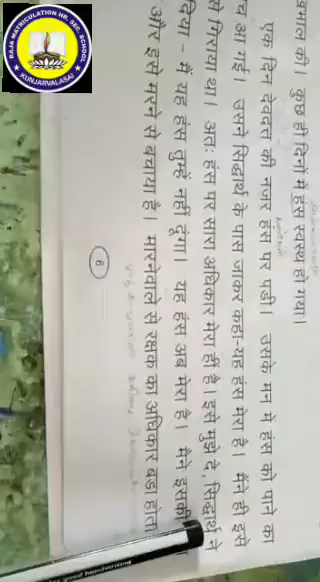 RAJA MATRICULATION HR. SEC. SCHOOL
KUNJARVALASAI
की। कुछ ही दिनों में हंस स्वस्थ हो गया।
एक दिन देवदत्त की नजर हंस पर पड़ी। उसके मन में हंस को पाने का
आ गई। उसने सिद्धार्थ के पास जाकर कहा-यह हंस मेरा है। मैंने ही इसे
से गिराया था। अतः हंस पर सारा अधिकार मेरा ही है। इसे मुझे दे, सिद्धार्थ ने
दिया - मैं यह हंस तुम्हें नहीं दूंगा। यह हंस अब मेरा है। मैंने इसकी
और इसे मरने से बचाया है। मारनेवाले से रक्षक का अधिकार बड़ा होता
6